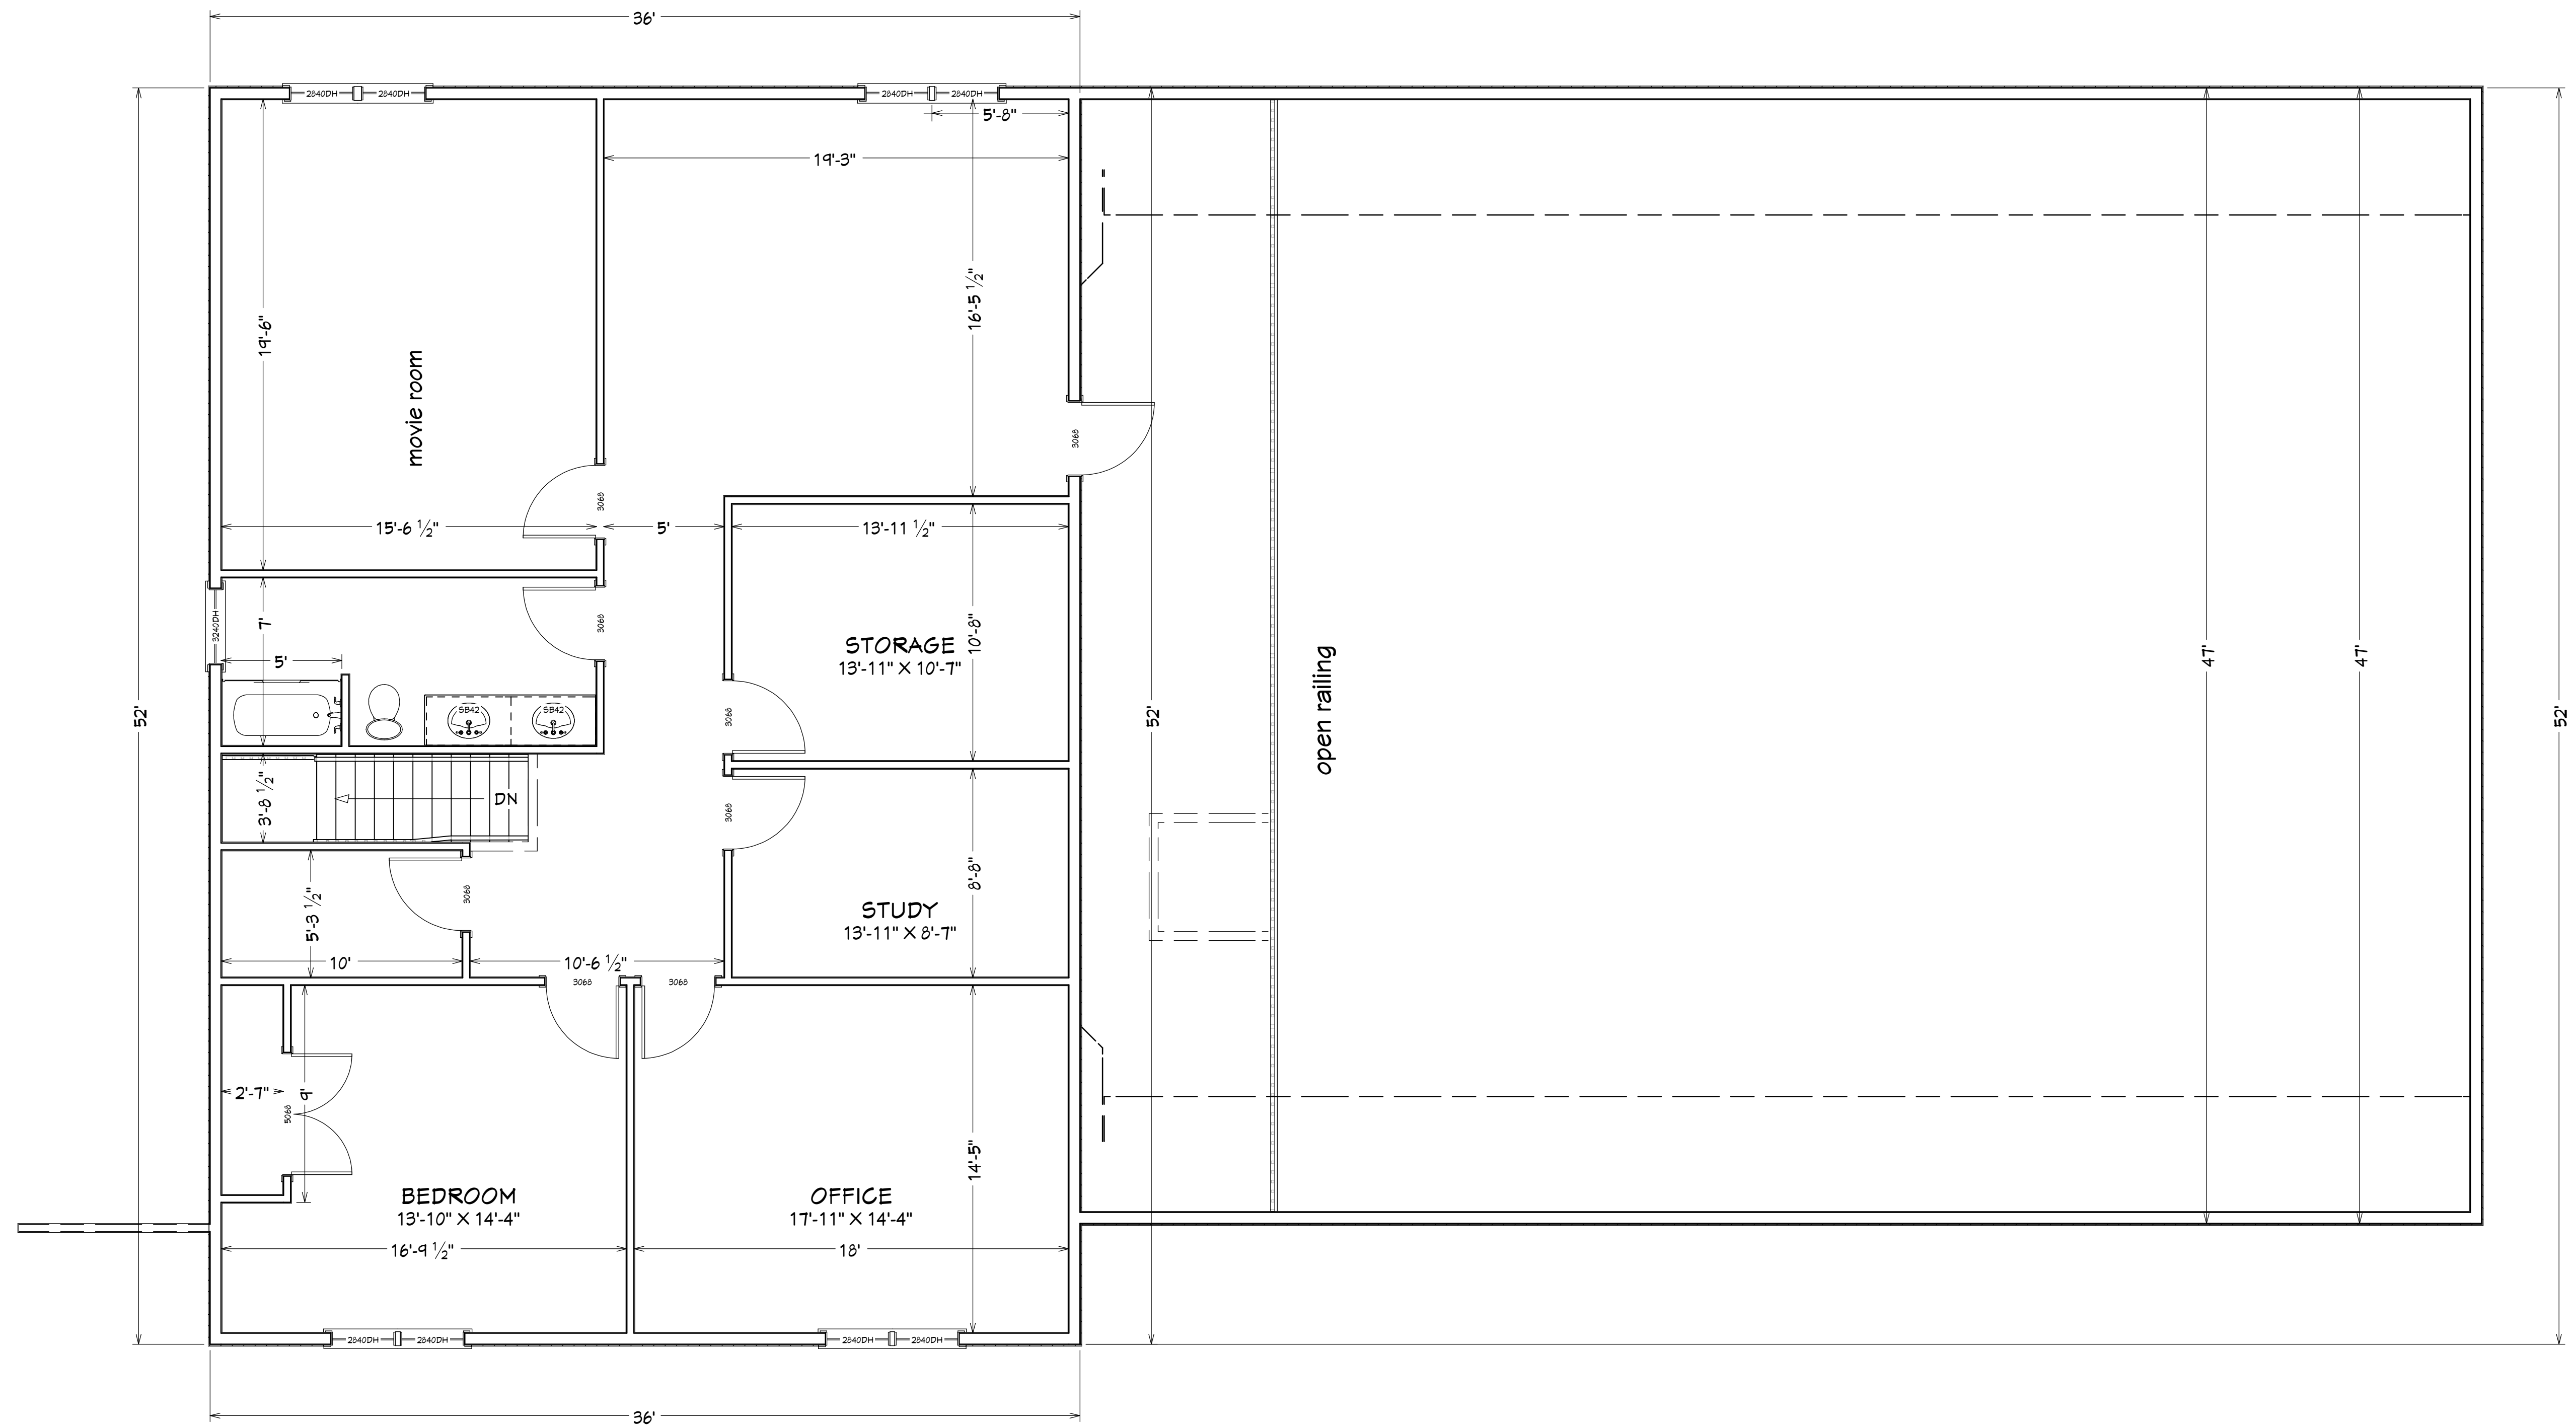 36'
2840DH
2840DH
2840DH
2840DH
5'-8"
19'-3"
19'-6"
movie room
16'-5 1/2"
3068
3068
15'-6 1/2"
5'
13'-11 1/2"
3240DH
7'
3068
5'
STORAGE
13'-11" X 10'-7"
10'-8"
open railing
47'
47'
52'
52'
52'
SB42
SB42
3068
3'-8 1/2"
DN
3068
5'-3 1/2"
3068
8'-8"
STUDY
13'-11" X 8'-7"
10'
10'-6 1/2"
3068
3068
2'-7"
9'
5068
14'-5"
BEDROOM
13'-10" X 14'-4"
OFFICE
17'-11" X 14'-4"
16'-9 1/2"
18'
2840DH
2840DH
2840DH
2840DH
36'